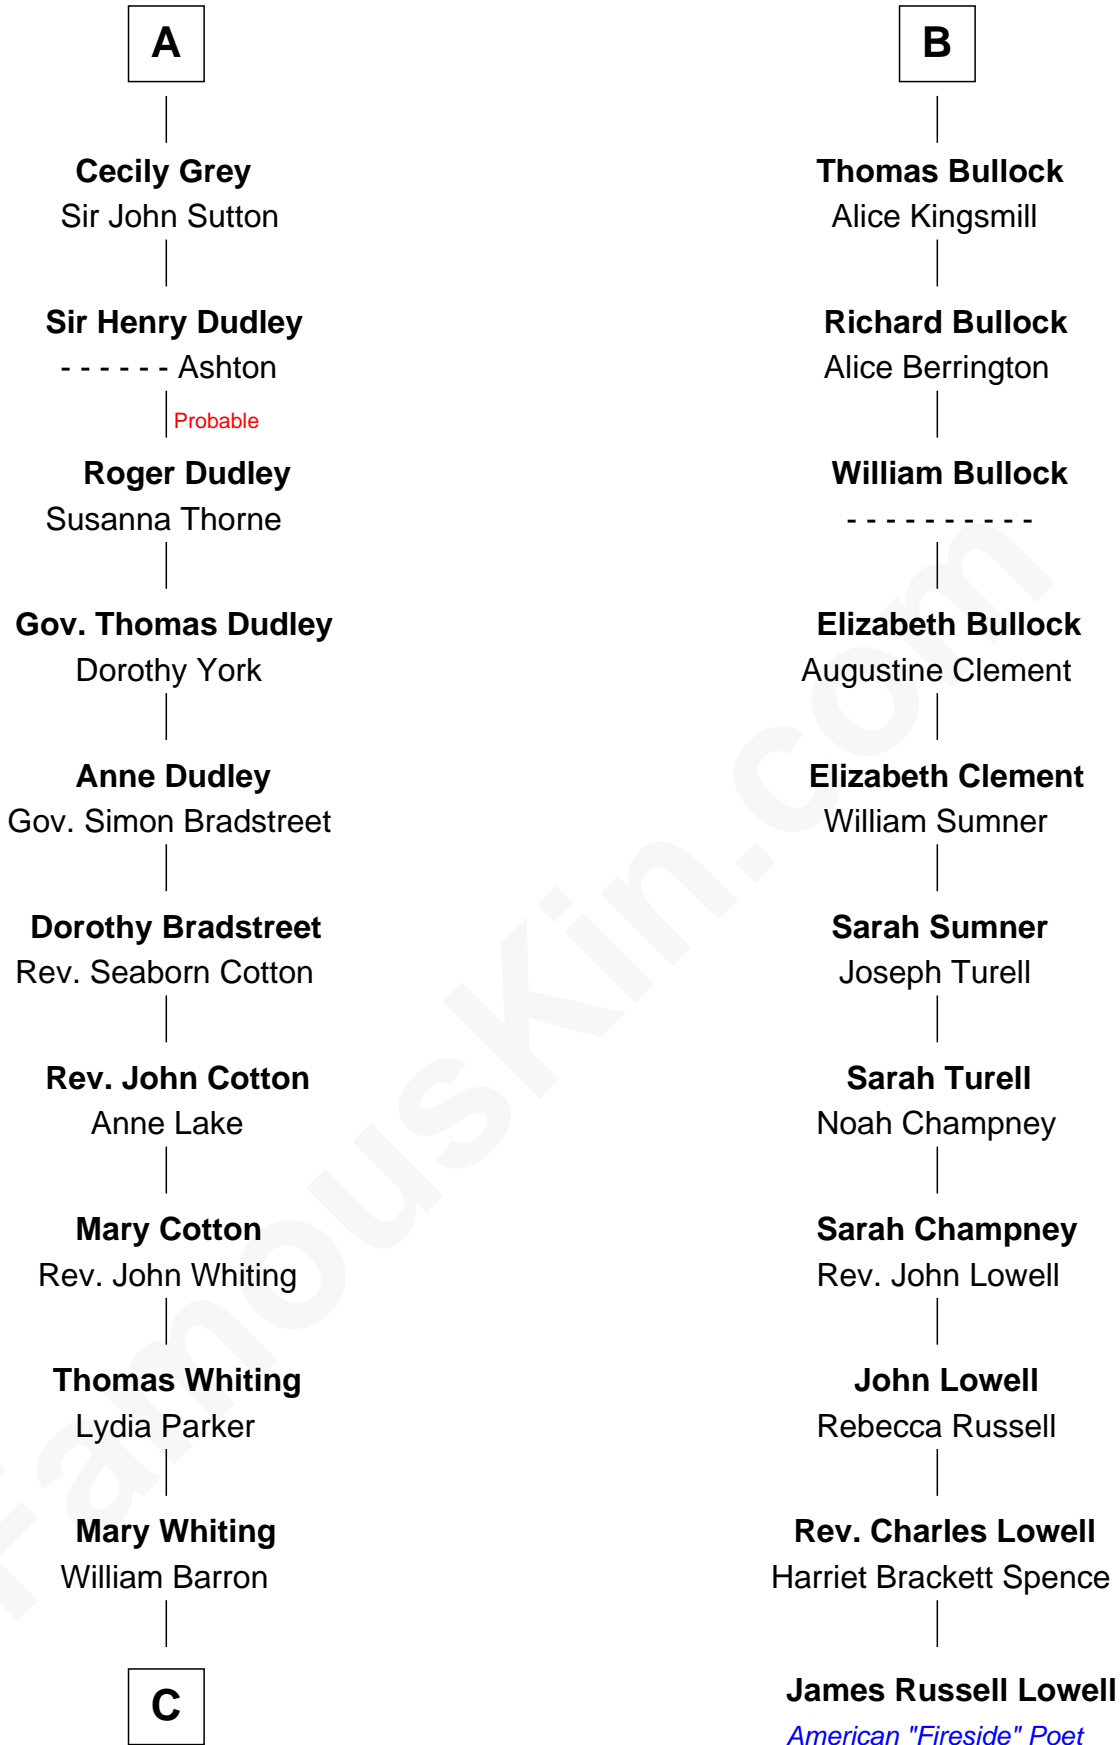 A
Cecily Grey
Sir John Sutton
Sir Henry Dudley
- - - - - - Ashton
Probable
Roger Dudley
Susanna Thorne
Gov. Thomas Dudley
Dorothy York
Anne Dudley
Gov. Simon Bradstreet
Dorothy Bradstreet
Rev. Seaborn Cotton
Rev. John Cotton
Anne Lake
Mary Cotton
Rev. John Whiting
Thomas Whiting
Lydia Parker
Mary Whiting
William Barron
C
B
Thomas Bullock
Alice Kingsmill
Richard Bullock
Alice Berrington
William Bullock
- - - - - - - - - -
Elizabeth Bullock
Augustine Clement
Elizabeth Clement
William Sumner
Sarah Sumner
Joseph Turell
Sarah Turell
Noah Champney
Sarah Champney
Rev. John Lowell
John Lowell
Rebecca Russell
Rev. Charles Lowell
Harriet Brackett Spence
James Russell Lowell
American "Fireside" Poet
FamousKin.com